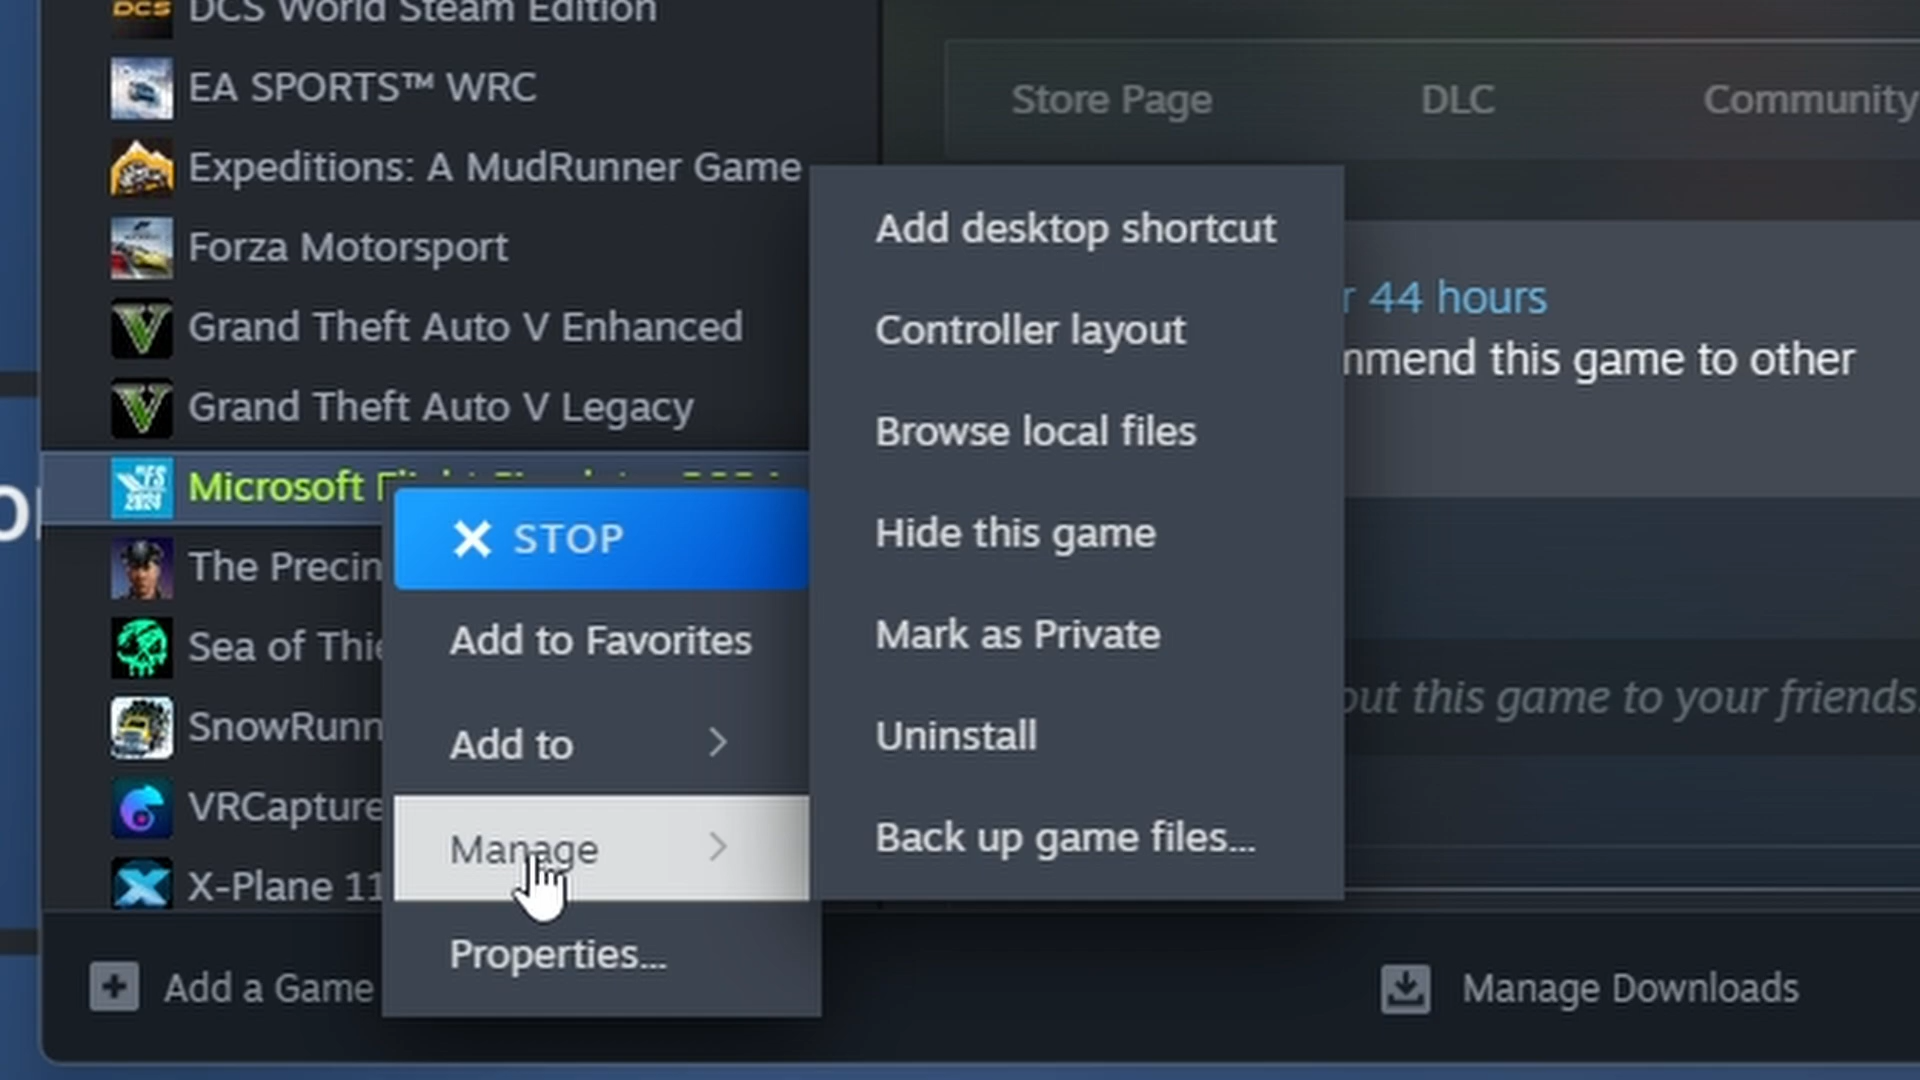 DCS World Steam Edition
EA SPORTS™ WRC
Expeditions: A MudRunner Game
Forza Motorsport
Grand Theft Auto V Enhanced
Grand Theft Auto V Legacy
Microsoft
The Precin
Sea of Thie
SnowRunn
VRCapture
X-Plane 11
Add a Game
STOP
Add to Favorites
Add to
Manage
Properties...
Add desktop shortcut
Controller layout
Browse local files
Hide this game
Mark as Private
Uninstall
Back up game files...
Store Page
DLC
Community
r 44 hours
mmend this game to other
out this game to your friends
Manage Downloads